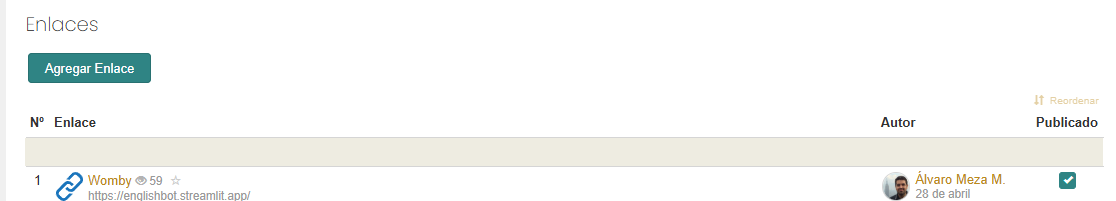 Enlaces
Agregar Enlace
Reordenar
Nº Enlace Autor Publicado
1 Womby 59 Álvaro Meza M.
https://englishbot.streamlit.app/ 28 de abril